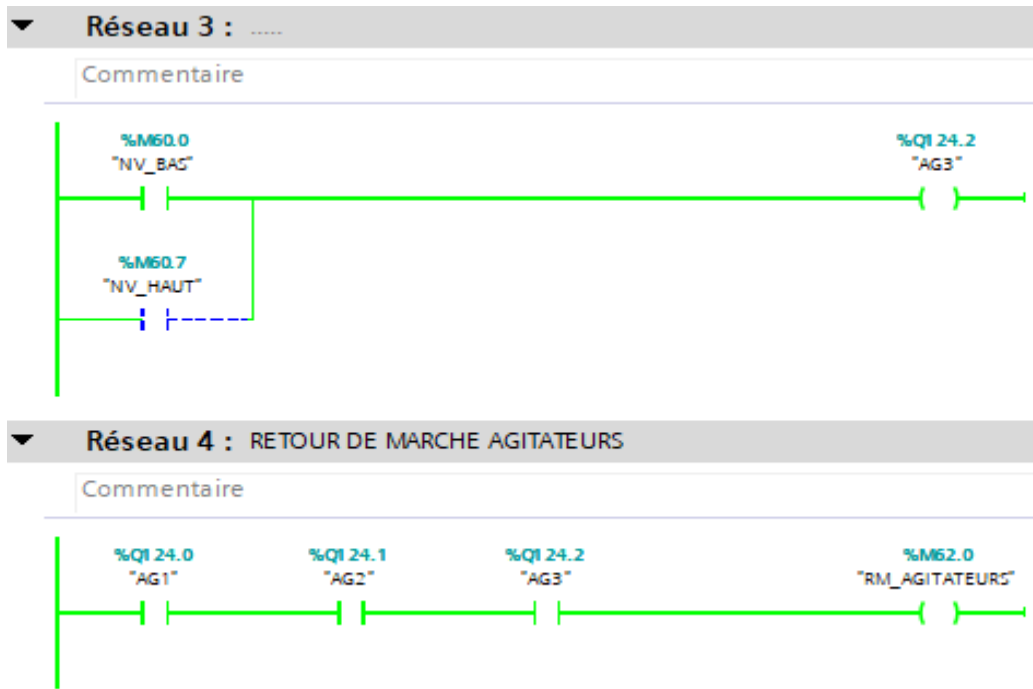 Réseau 3 : .....
Commentaire
%M60.0 %Q124.2
"NV_BAS" "AG3"
%M60.7
"NV_HAUT"
Réseau 4 : RETOUR DE MARCHE AGITATEURS
Commentaire
%Q124.0 %Q124.1 %Q124.2 %M62.0
"AG1" "AG2" "AG3" "RM_AGITATEURS"